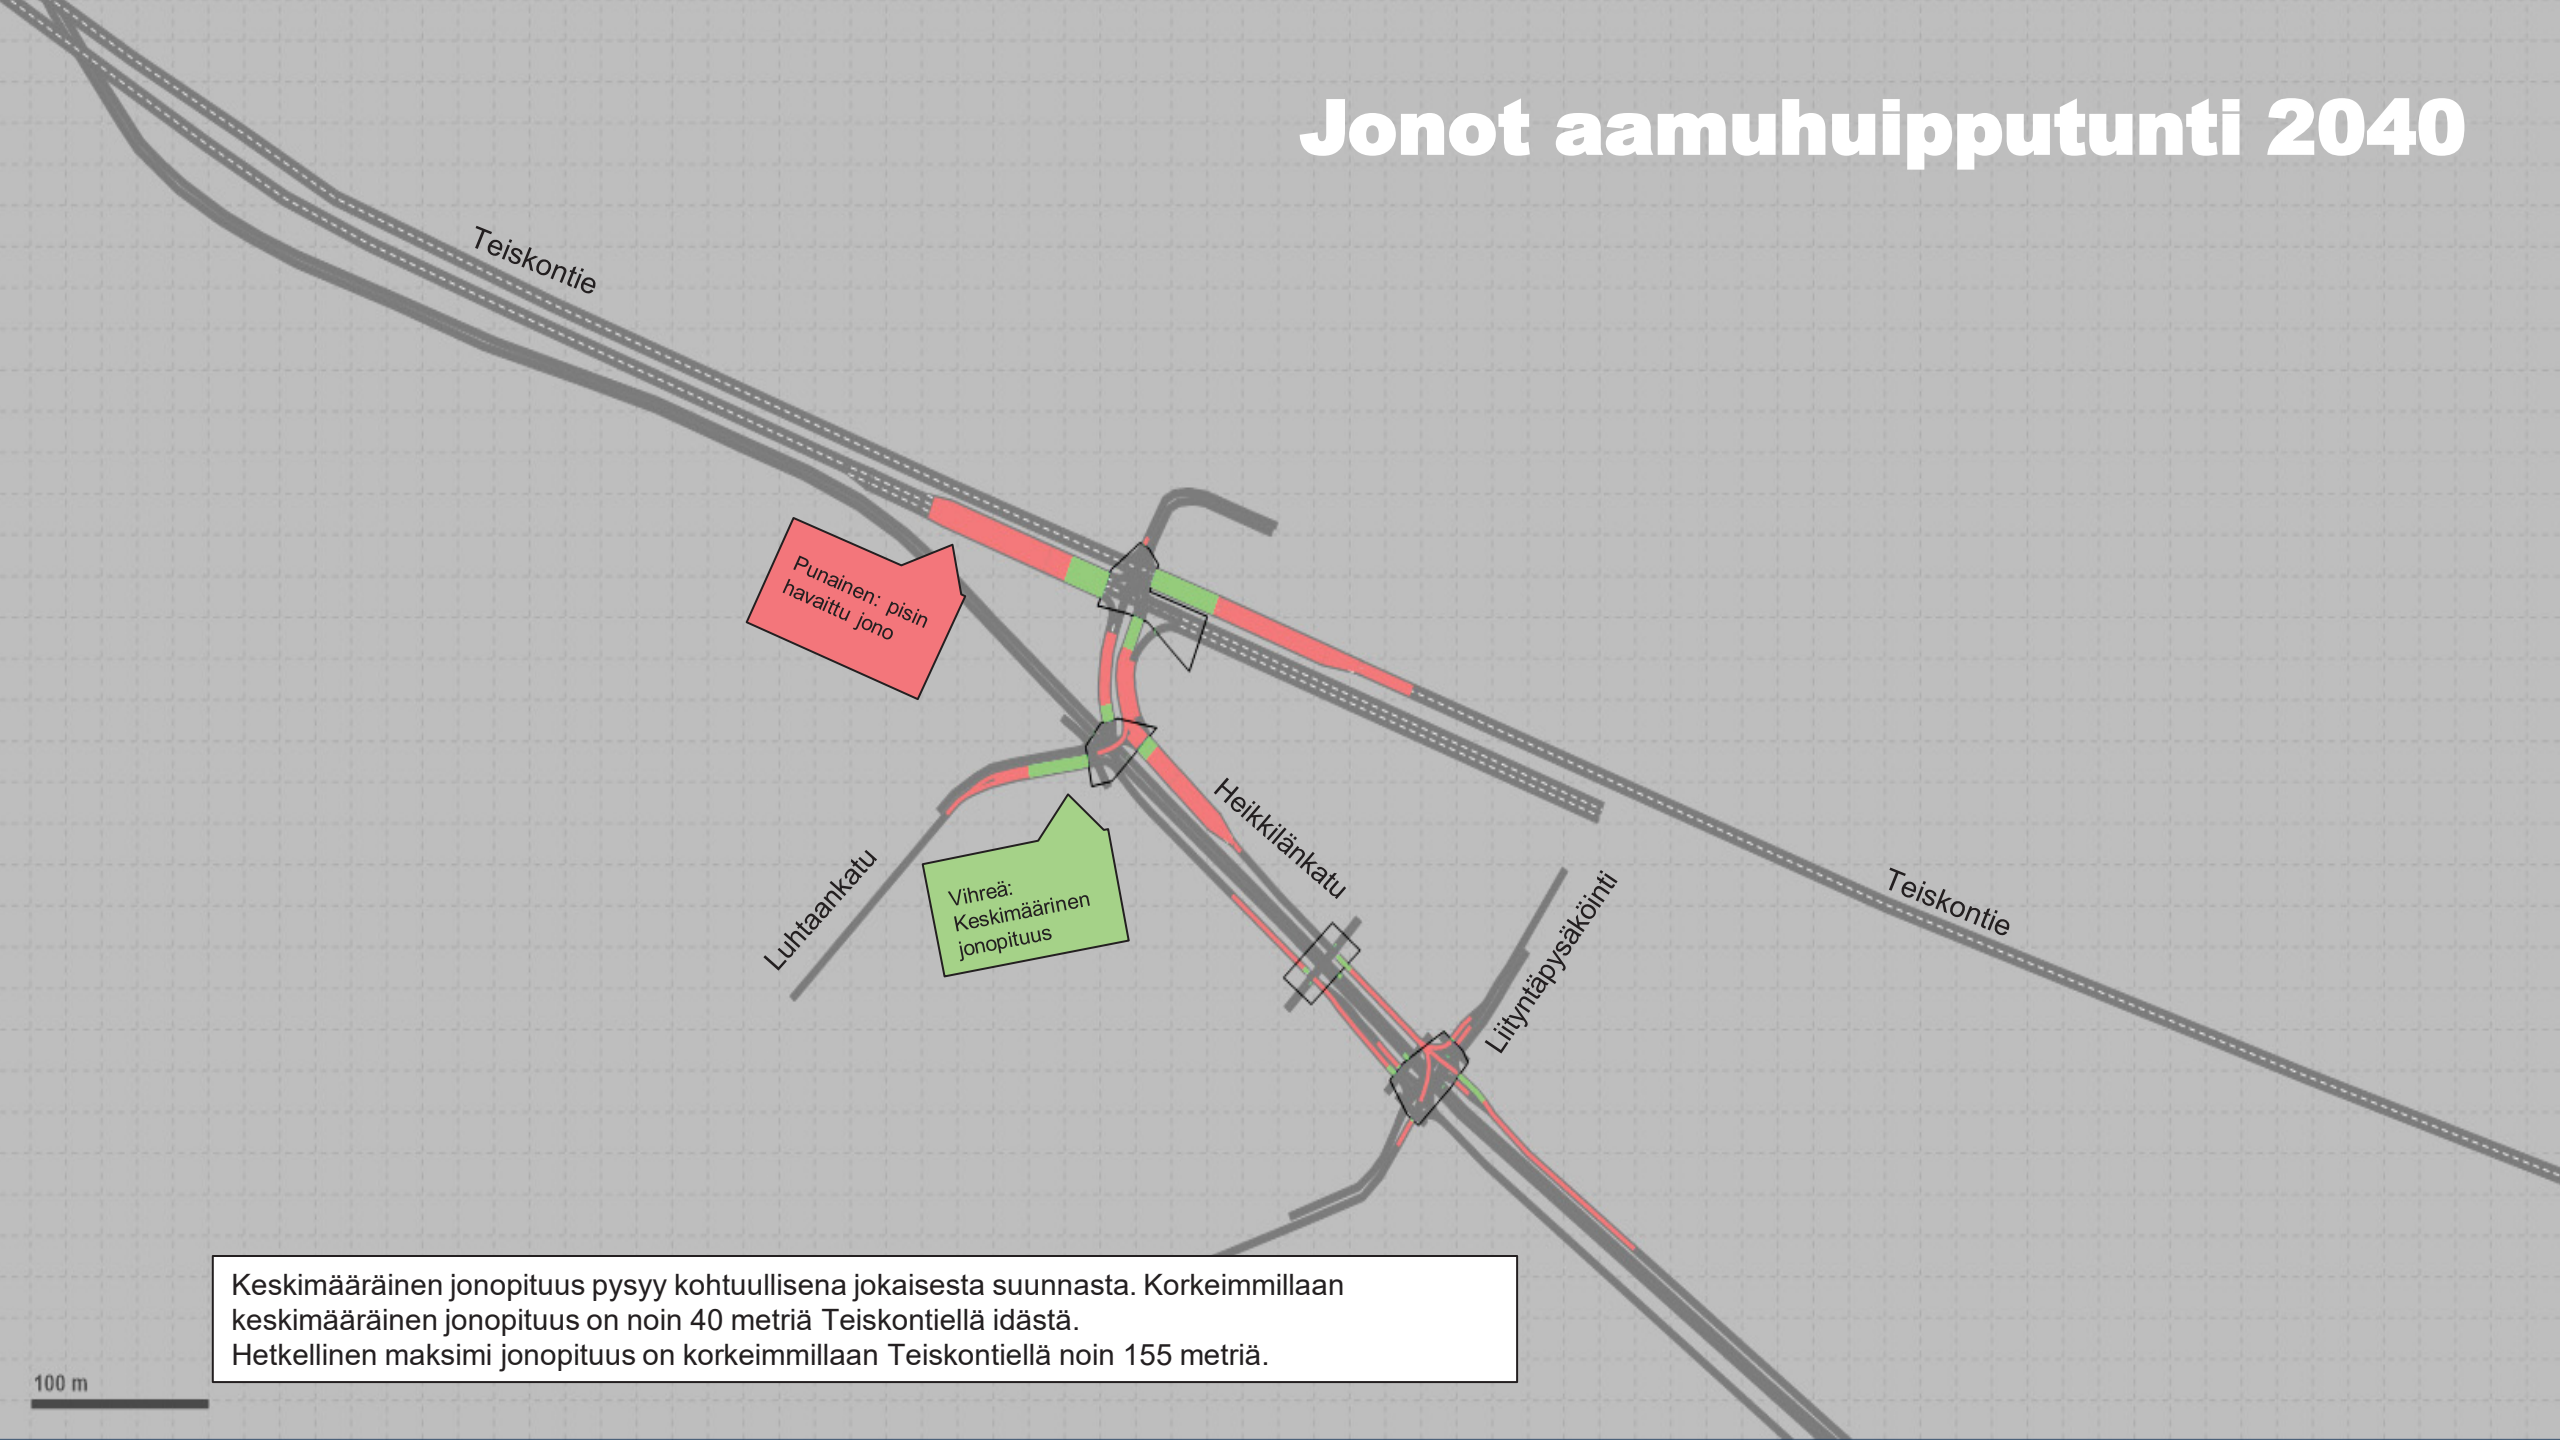 Jonot aamuhuipputunti 2040
Teiskontie
Punainen: pisin
havaittu jono
Heikkilänkatu
Luhtaankatu
Vihreä:
Keskimäärinen
jonopituus
Liityntäpysäköinti
Teiskontie
Keskimääräinen jonopituus pysyy kohtuullisena jokaisesta suunnasta. Korkeimmillaan
keskimääräinen jonopituus on noin 40 metriä Teiskontiellä idästä.
Hetkellinen maksimi jonopituus on korkeimmillaan Teiskontiellä noin 155 metriä.
100 m